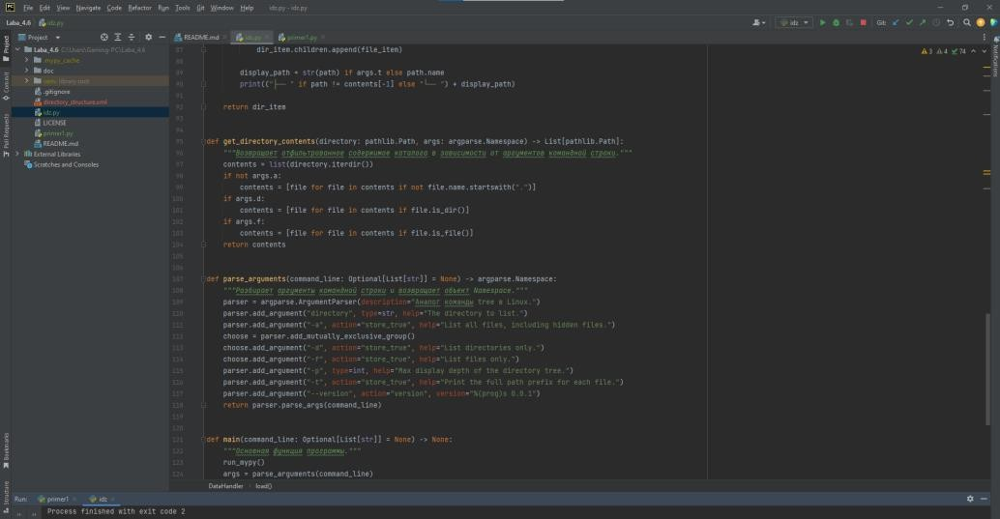 File Edit View Navigate Code Refactor Run Tools Git Window Help idz.py - idz.py
Laba_4.6 idz.py
idz
Git:
Project
README.md idz.py primer1.py
Laba_4.6 C:\Users\Gaming-PC\Laba_4.6
.mypy_cache
doc
venv library root
.gitignore
directory_structure.xml
idz.py
LICENSE
primer1.py
README.md
External Libraries
Scratches and Consoles
3 4 74
87 dir_item.children.append(file_item)
88
89 display_path = str(path) if args.t else path.name
90 print(("├── " if path != contents[-1] else "└── ") + display_path)
91
92 return dir_item
93
94
95 def get_directory_contents(directory: pathlib.Path, args: argparse.Namespace) -> List[pathlib.Path]:
96 """Возвращает отфильтрованное содержимое каталога в зависимости от аргументов командной строки."""
97 contents = list(directory.iterdir())
98 if not args.a:
99 contents = [file for file in contents if not file.name.startswith(".")]
100 if args.d:
101 contents = [file for file in contents if file.is_dir()]
102 if args.f:
103 contents = [file for file in contents if file.is_file()]
104 return contents
105
106
107 def parse_arguments(command_line: Optional[List[str]] = None) -> argparse.Namespace:
108 """Разбирает аргументы командной строки и возвращает объект Namespace."""
109 parser = argparse.ArgumentParser(description="Аналог команды tree в Linux.")
110 parser.add_argument("directory", type=str, help="The directory to list.")
111 parser.add_argument("-a", action="store_true", help="List all files, including hidden files.")
112 choose = parser.add_mutually_exclusive_group()
113 choose.add_argument("-d", action="store_true", help="List directories only.")
114 choose.add_argument("-f", action="store_true", help="List files only.")
115 parser.add_argument("-p", type=int, help="Max display depth of the directory tree.")
116 parser.add_argument("-t", action="store_true", help="Print the full path prefix for each file.")
117 parser.add_argument("--version", action="version", version="%(prog)s 0.0.1")
118 return parser.parse_args(command_line)
119
120
121 def main(command_line: Optional[List[str]] = None) -> None:
122 """Основная функция программы."""
123 run_mypy()
124 args = parse_arguments(command_line)
DataHandler › load()
Project
Commit
Pull Requests
Bookmarks
Structure
Notifications
Run: primer1 idz
Process finished with exit code 2